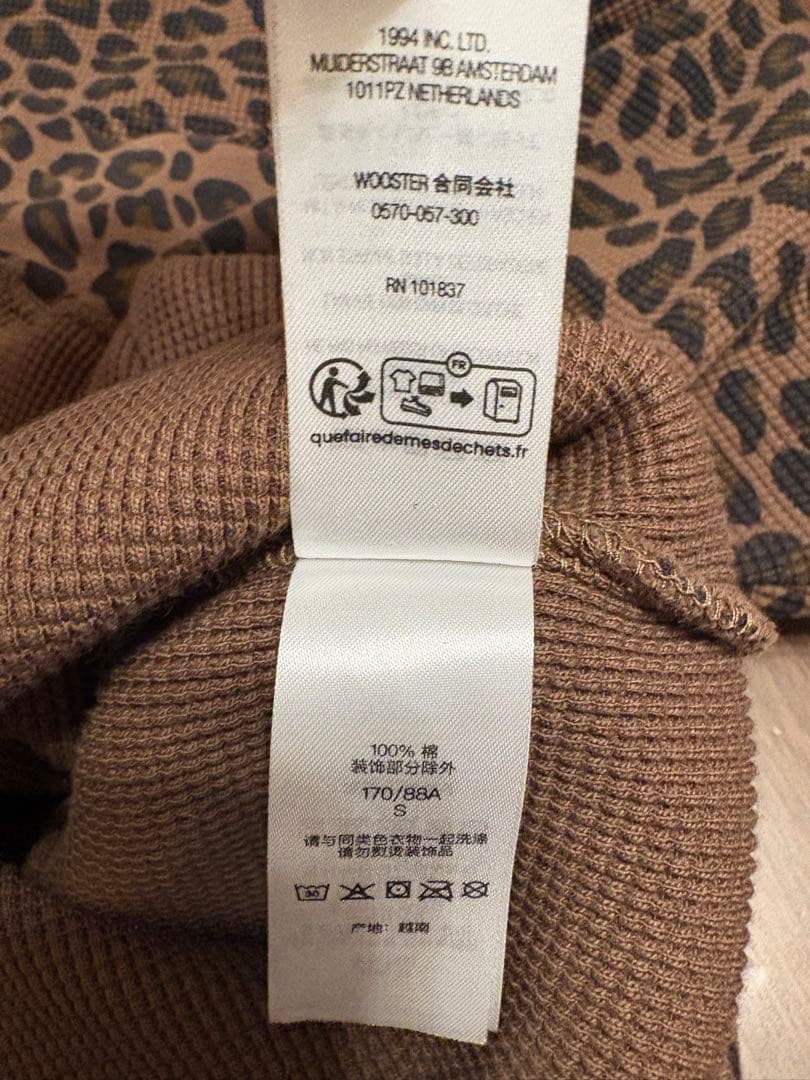 1994 INC. LTD.
MUIDERSTRAAT 9B AMSTERDAM
1011PZ NETHERLANDS
WOOSTER 合同会社
0570-057-300
RN 101837
FR
quefairedemesdechets.fr
100% 棉
装饰部分除外
170/88A
S
请与同类色衣物一起洗涤
请勿熨烫装饰品
30
产地: 越南